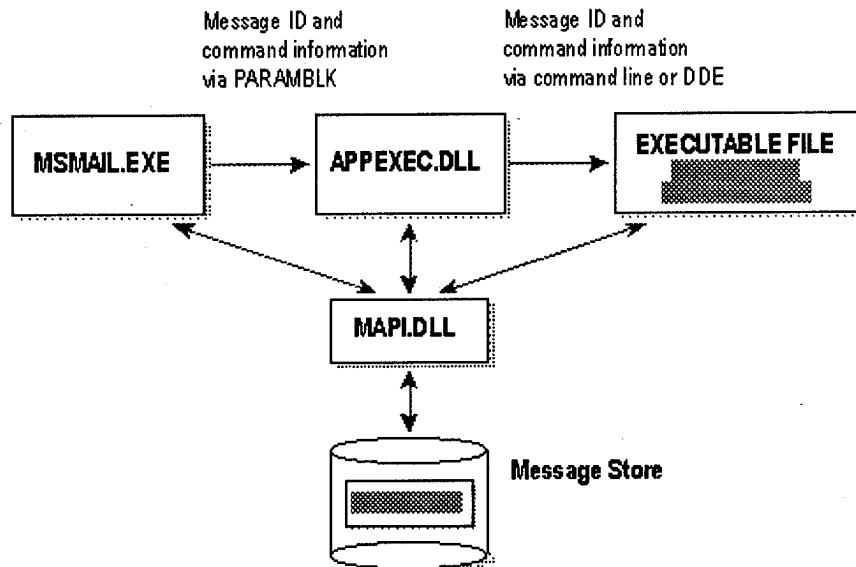 Message ID and
command information
via PARAMBLK
Message ID and
command information
via command line or DDE
MSMAIL.EXE
APPEXEC.DLL
EXECUTABLE FILE
MAPI.DLL
Message Store